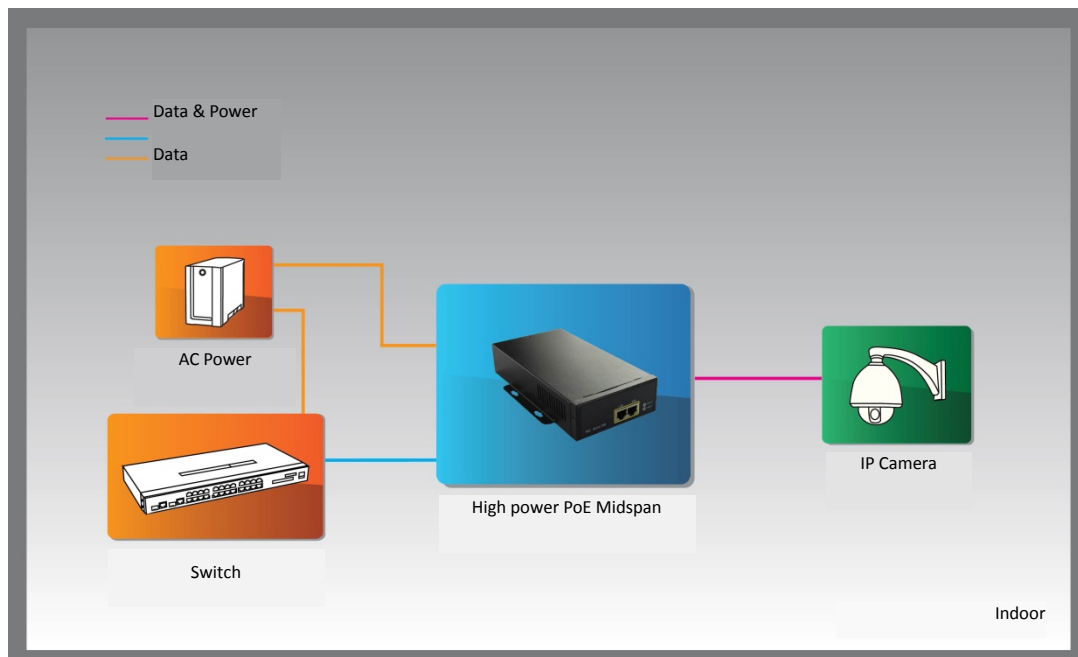 Data & Power
Data
AC Power
Switch
High power PoE Midspan
IP Camera
Indoor